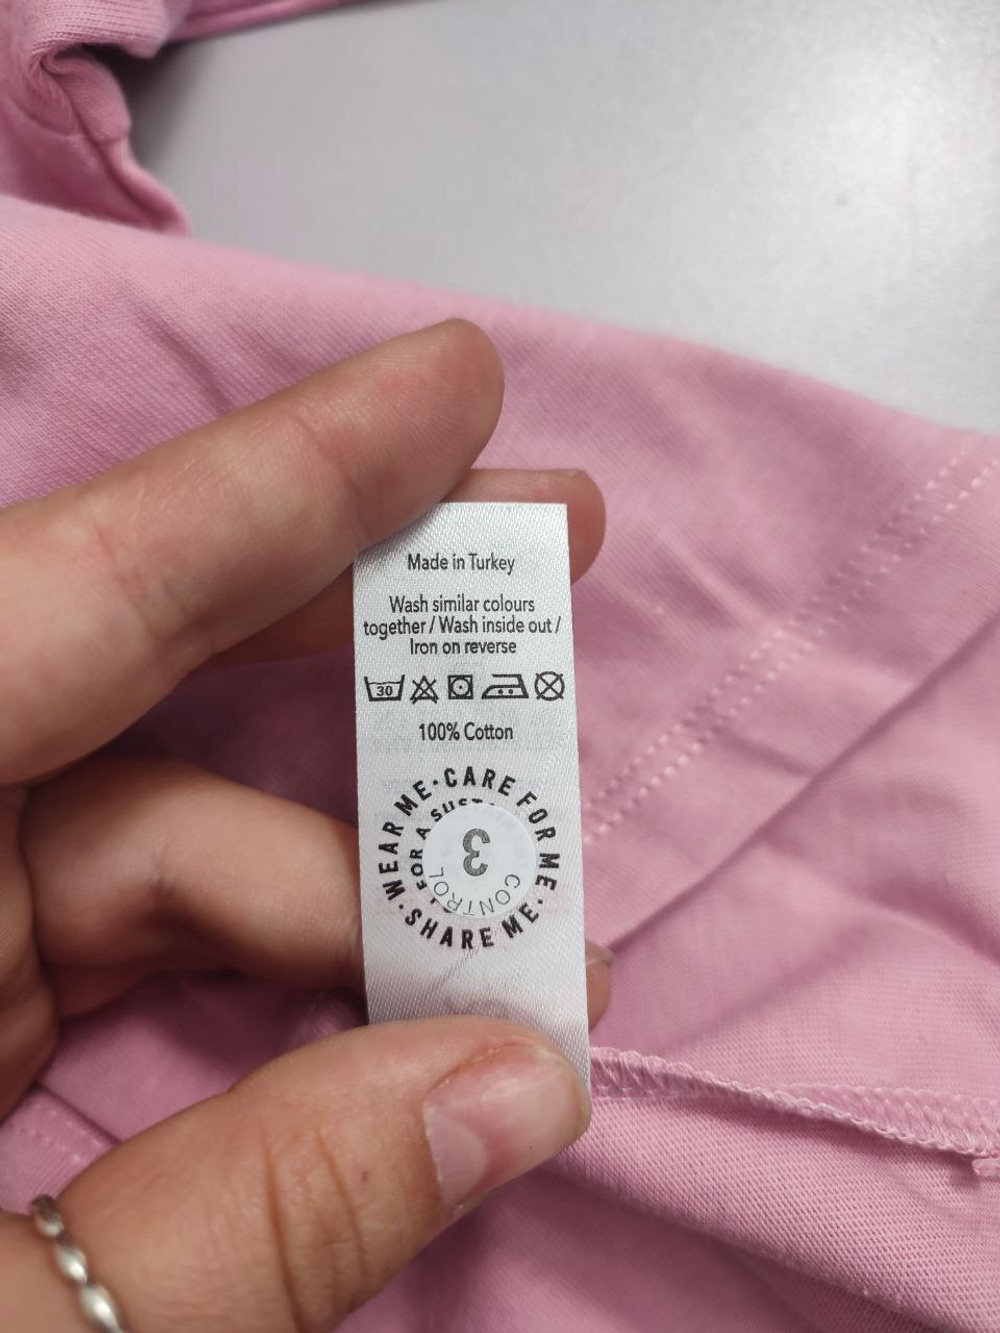 Made in Turkey
Wash similar colours
together / Wash inside out /
Iron on reverse
30
100% Cotton
WEAR ME · CARE FOR ME · SHARE ME ·
FOR A
3
CONTROL